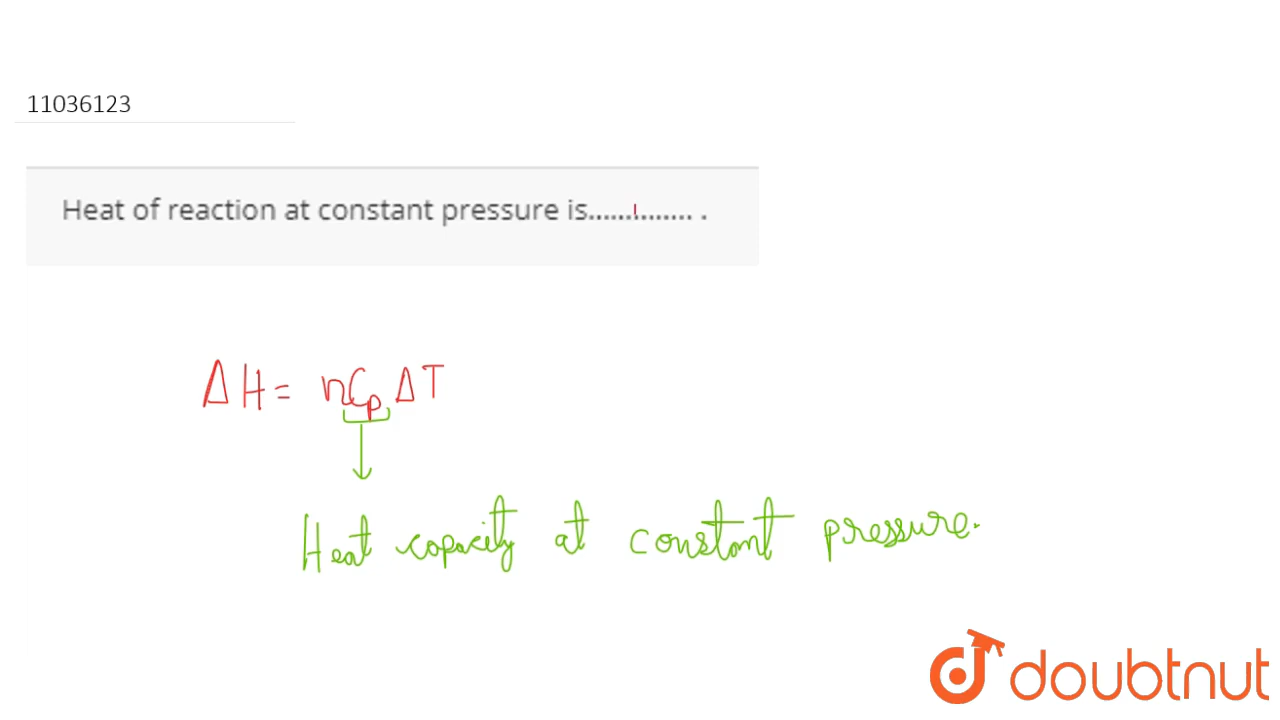 11036123
Heat of reaction at constant pressure is.............. .
ΔH = nCp ΔT
Heat capacity at constant pressure.
doubtnut